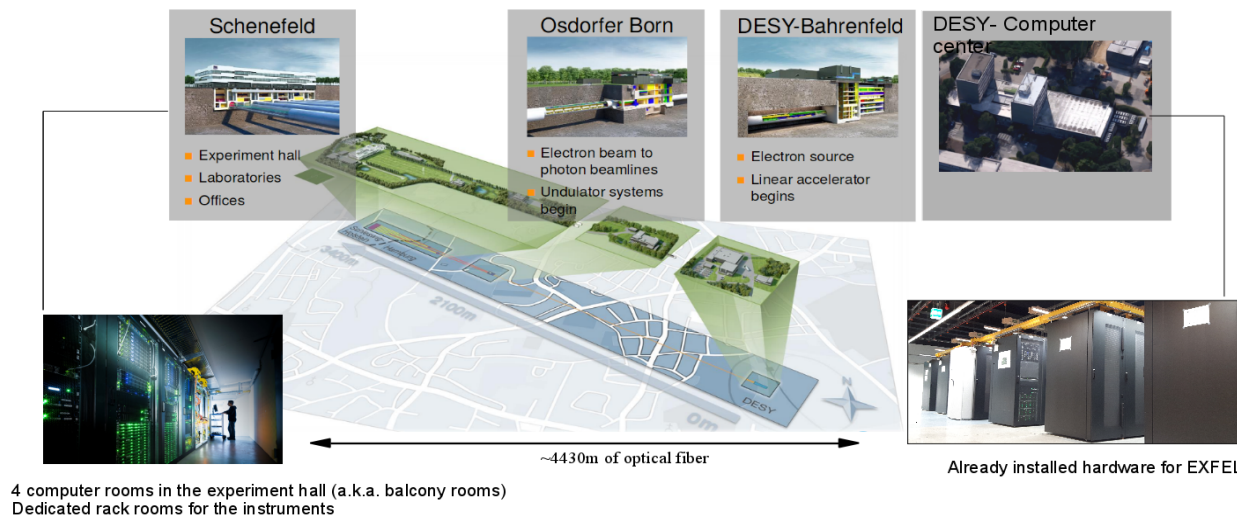 Schenefeld
Experiment hall
Laboratories
Offices
Osdorfer Born
Electron beam to
photon beamlines
Undulator systems
begin
DESY-Bahrenfeld
Electron source
Linear accelerator
begins
DESY- Computer
center
Hamburg
3400m
2100m
0m
DESY
N
~4430m of optical fiber
4 computer rooms in the experiment hall (a.k.a. balcony rooms)
Dedicated rack rooms for the instruments
Already installed hardware for EXFEL